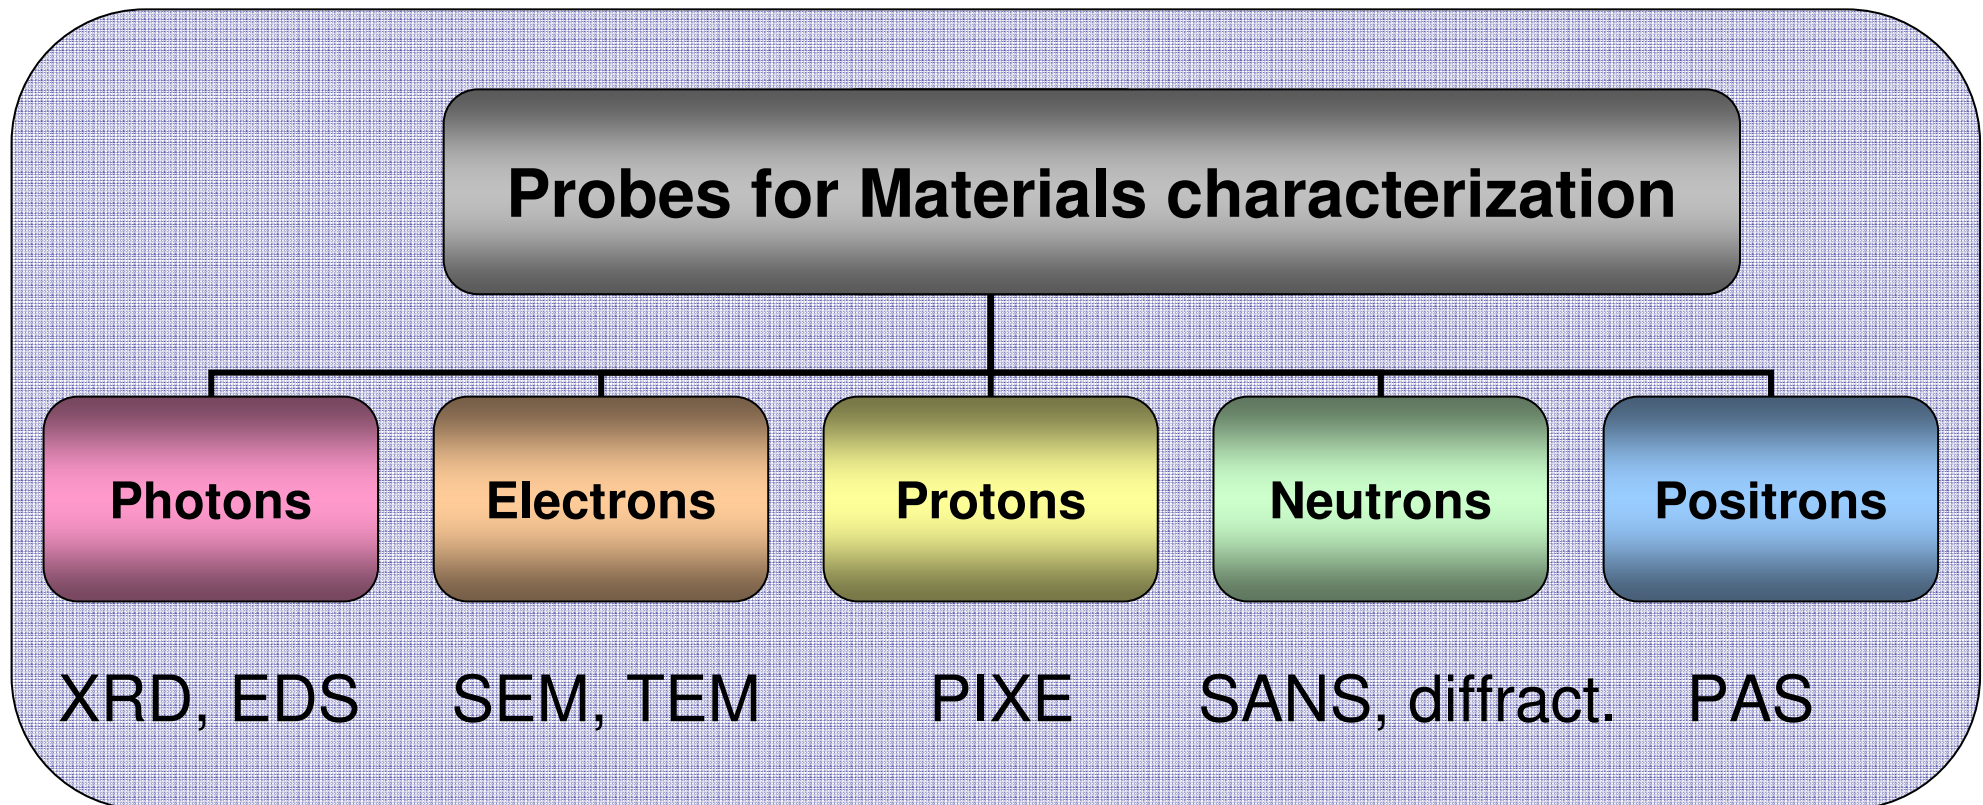 Probes for Materials characterization
Photons Electrons Protons Neutrons Positrons
XRD, EDS SEM, TEM PIXE SANS, diffract. PAS